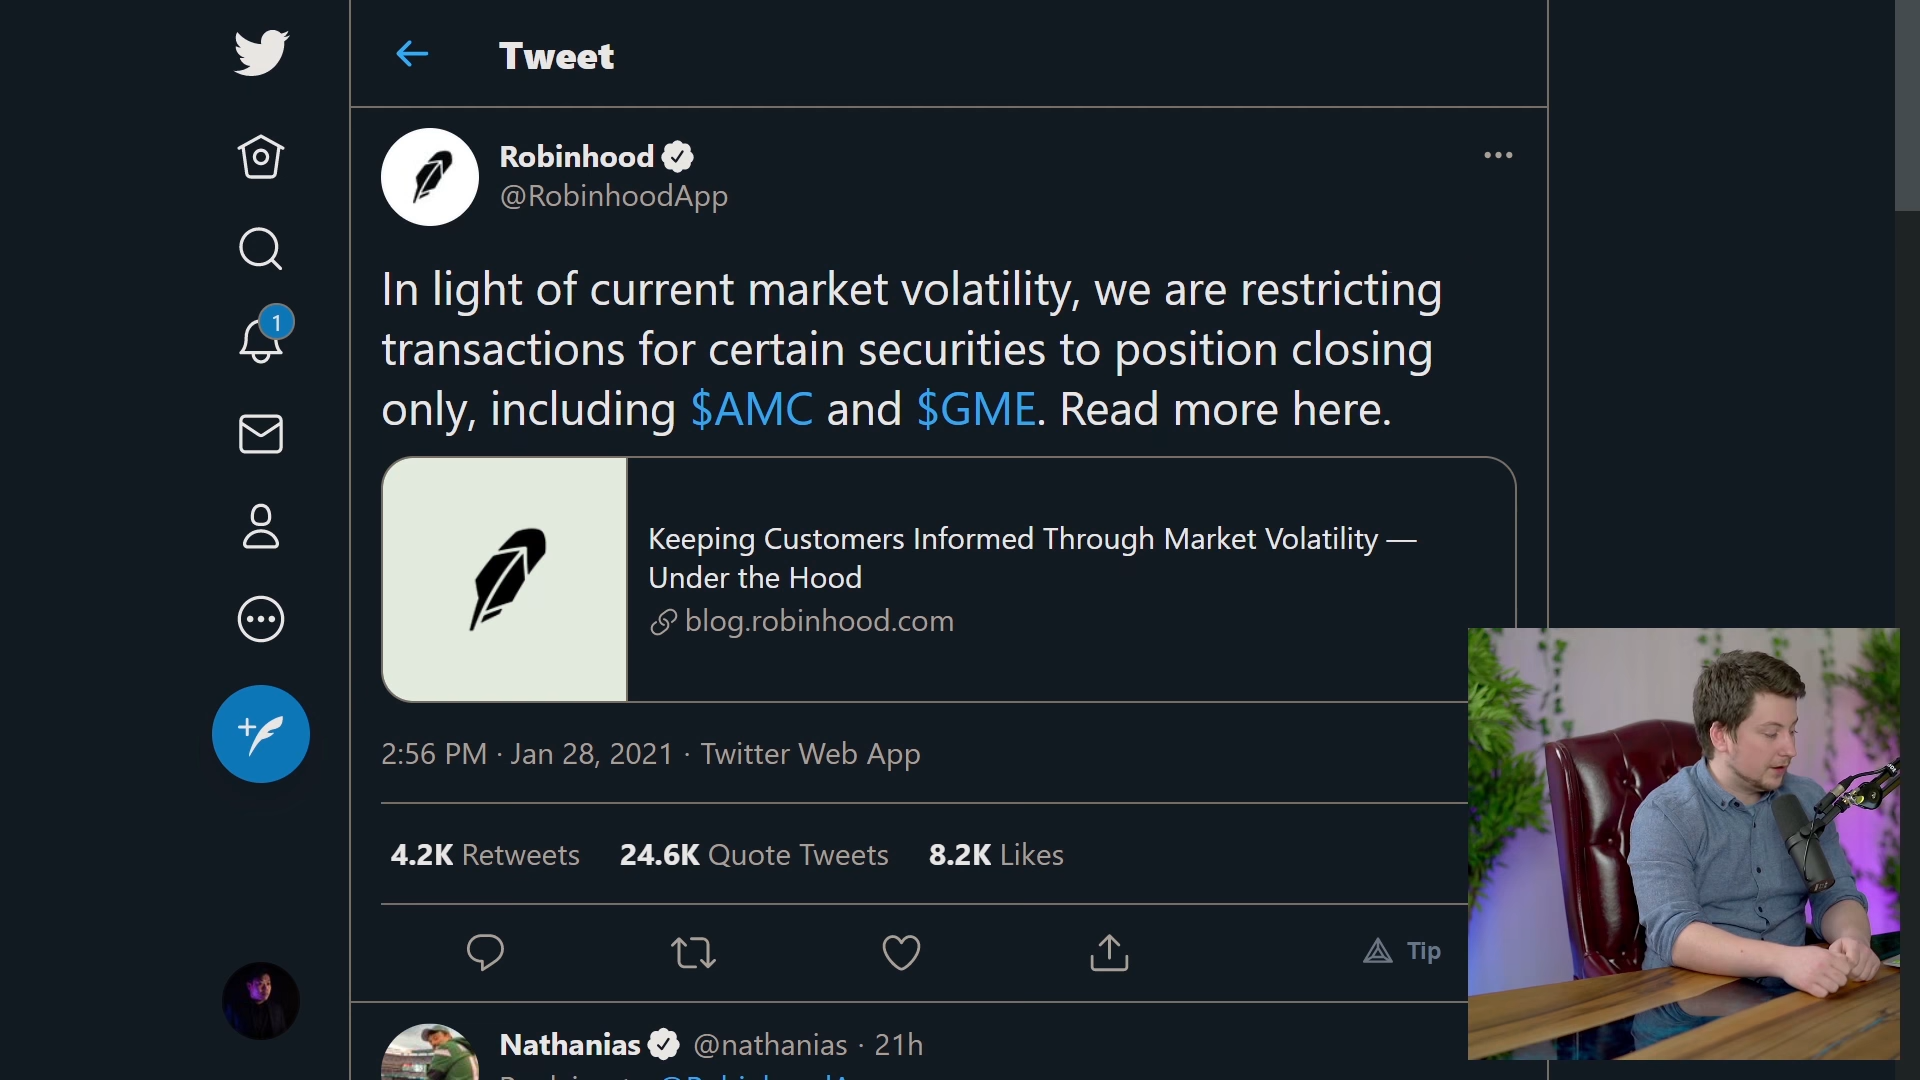 Tweet
Robinhood
@RobinhoodApp
In light of current market volatility, we are restricting
transactions for certain securities to position closing
only, including $AMC and $GME. Read more here.
Keeping Customers Informed Through Market Volatility —
Under the Hood
blog.robinhood.com
2:56 PM · Jan 28, 2021 · Twitter Web App
4.2K Retweets 24.6K Quote Tweets 8.2K Likes
Tip
Nathanias @nathanias · 21h
1